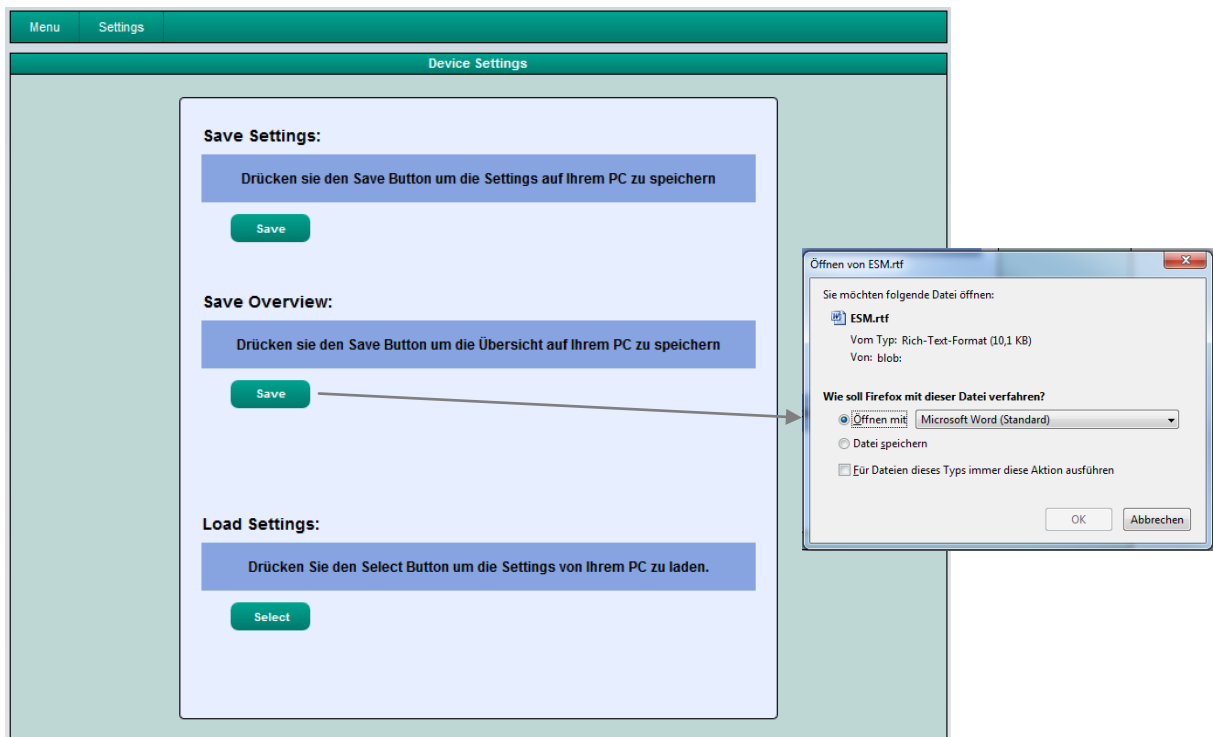 Menu Settings
Device Settings
Save Settings:
Drücken sie den Save Button um die Settings auf Ihrem PC zu speichern
Save
Save Overview:
Drücken sie den Save Button um die Übersicht auf Ihrem PC zu speichern
Save
Load Settings:
Drücken Sie den Select Button um die Settings von Ihrem PC zu laden.
Select
Öffnen von ESM.rtf
Sie möchten folgende Datei öffnen:
ESM.rtf
Vom Typ: Rich-Text-Format (10,1 KB)
Von: blob:
Wie soll Firefox mit dieser Datei verfahren?
Öffnen mit Microsoft Word (Standard)
Datei speichern
Für Dateien dieses Typs immer diese Aktion ausführen
OK Abbrechen